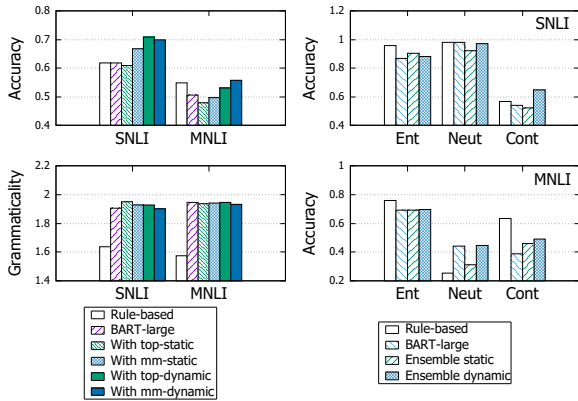 Accuracy
0.8
0.7
0.6
0.5
0.4
SNLI MNLI
Accuracy
1.2
1
0.8
0.6
0.4
SNLI
Ent Neut Cont
Grammaticality
2.2
2
1.8
1.6
1.4
SNLI MNLI
Accuracy
1
0.8
0.6
0.4
0.2
MNLI
Ent Neut Cont
Rule-based
BART-large
With top-static
With mm-static
With top-dynamic
With mm-dynamic
Rule-based
BART-large
Ensemble static
Ensemble dynamic